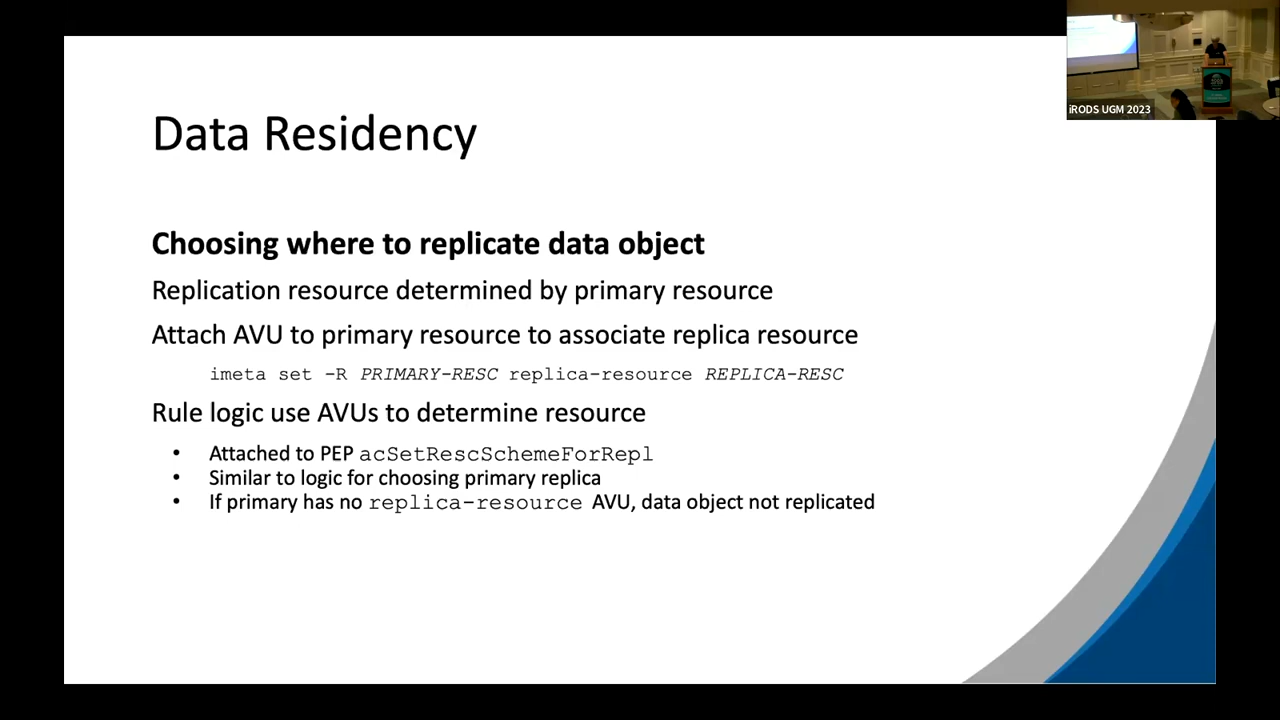 iRODS UGM 2023
Data Residency
Choosing where to replicate data object
Replication resource determined by primary resource
Attach AVU to primary resource to associate replica resource
imeta set -R PRIMARY-RESC replica-resource REPLICA-RESC
Rule logic use AVUs to determine resource
• Attached to PEP acSetRescSchemeForRepl
• Similar to logic for choosing primary replica
• If primary has no replica-resource AVU, data object not replicated